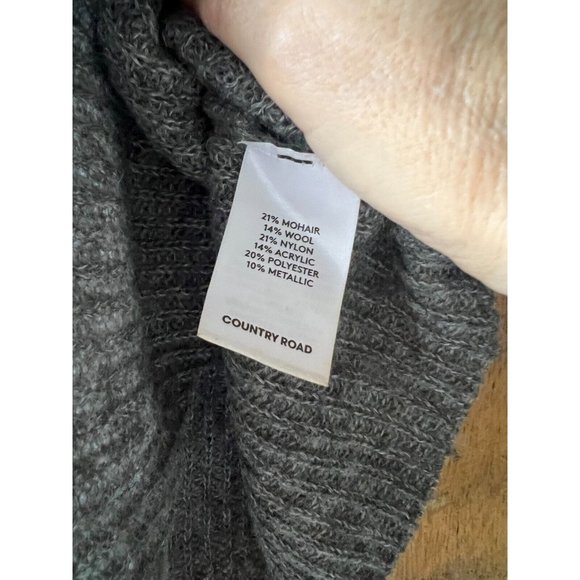 21% MOHAIR
14% WOOL
21% NYLON
14% ACRYLIC
20% POLYESTER
10% METALLIC
COUNTRY ROAD